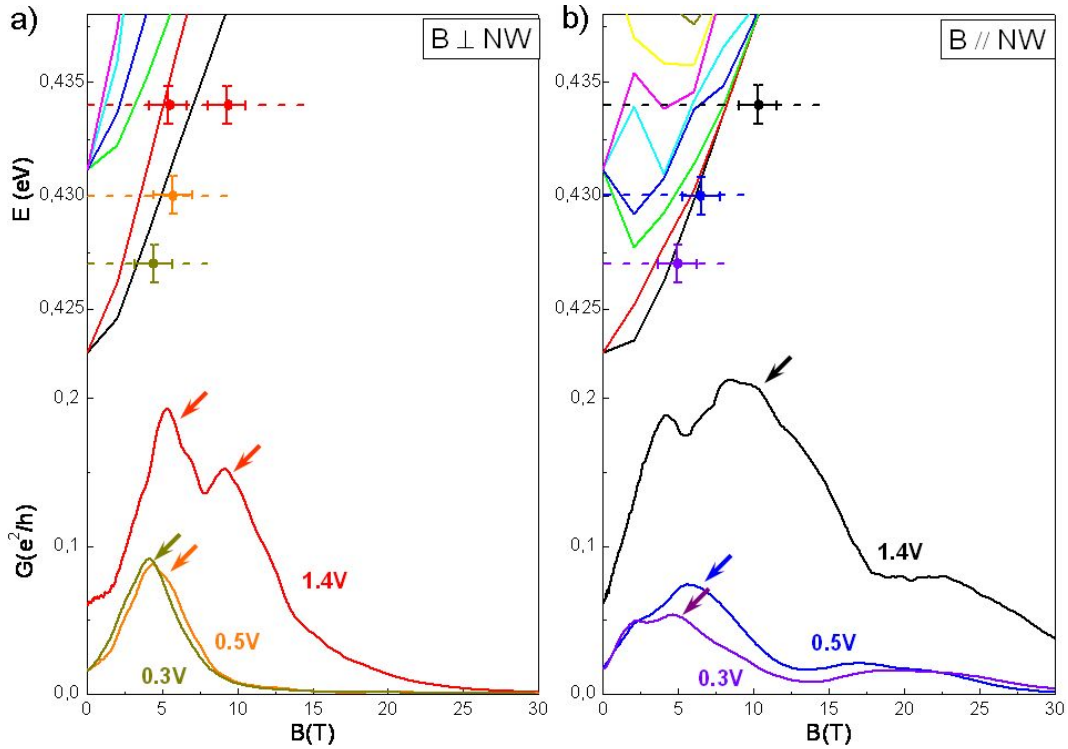 a)
B ⊥ NW
b)
B // NW
E (eV)
0,435
0,430
0,425
0,435
0,430
0,425
G(e²/h)
0,2
0,1
0,0
0,2
0,1
0,0
1.4V
0.5V
0.3V
1.4V
0.5V
0.3V
0 5 10 15 20 25 30
B(T)
0 5 10 15 20 25 30
B(T)